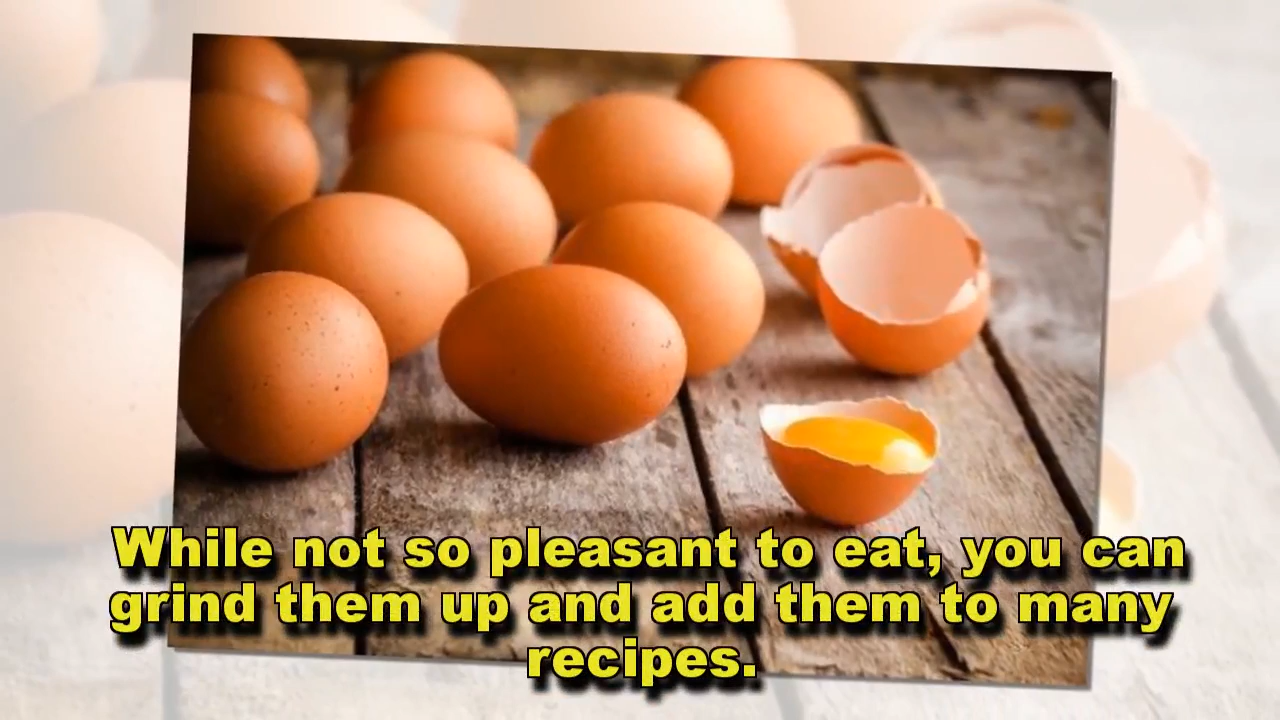 While not so pleasant to eat, you can
grind them up and add them to many
recipes.